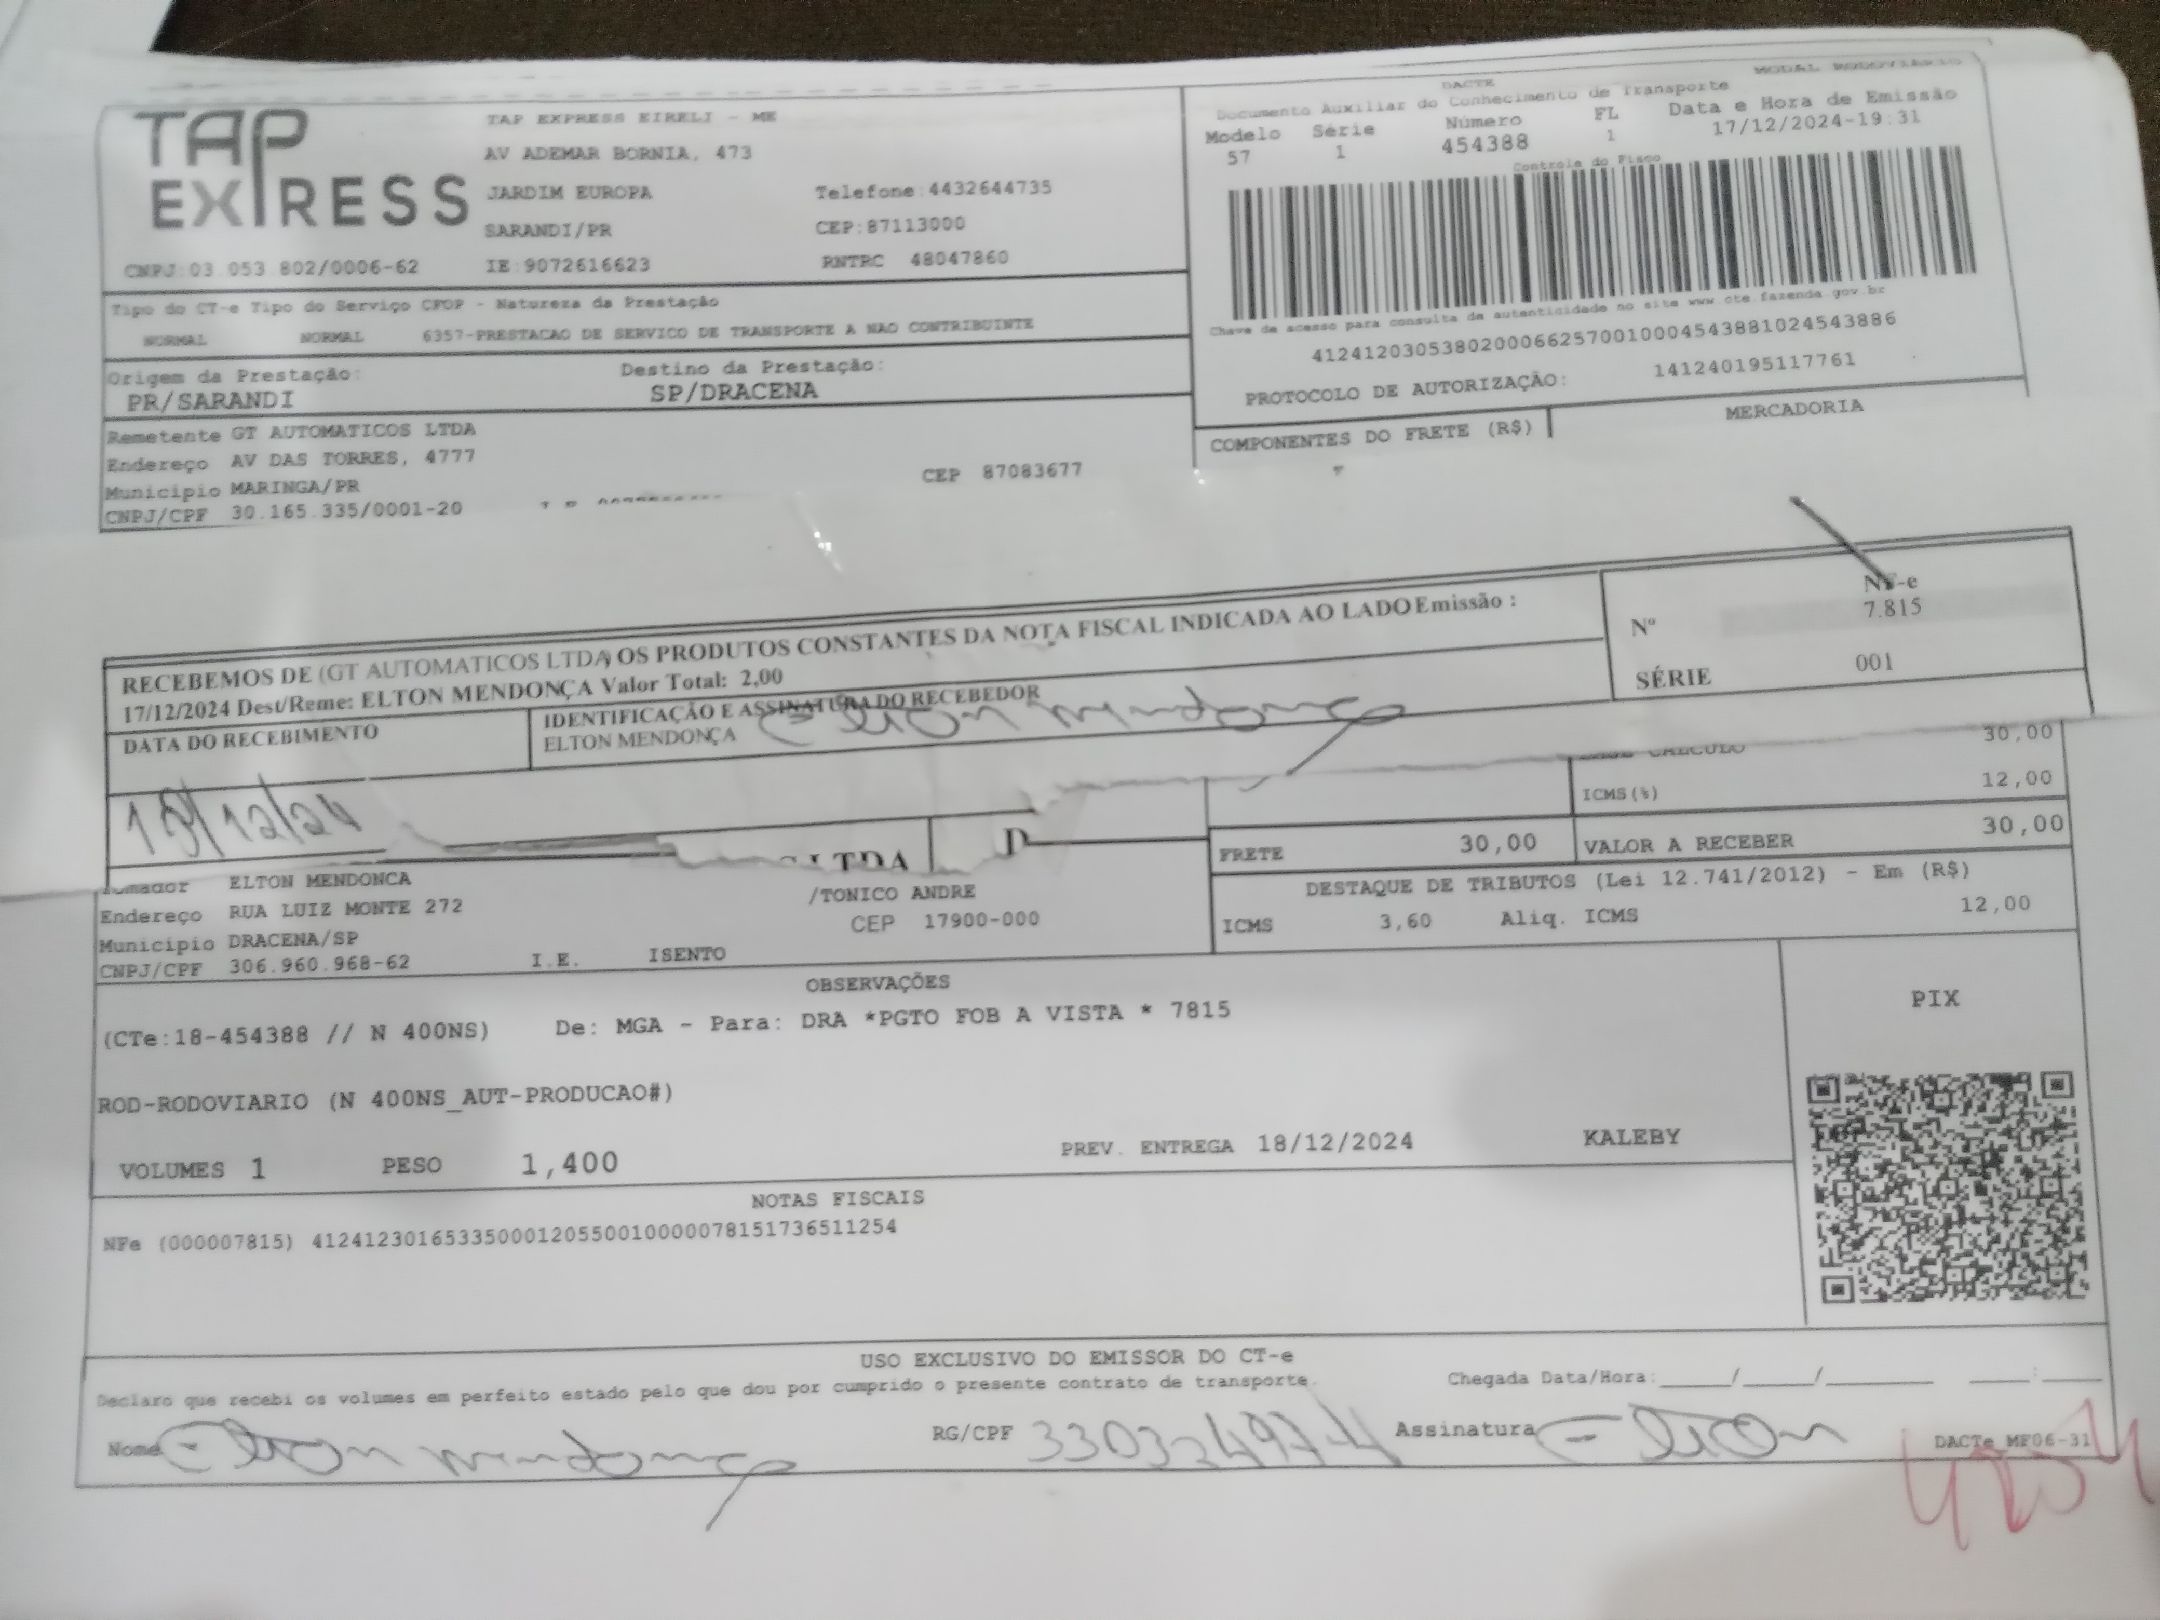 TAP EXPRESS
TAP EXPRESS EIRELI - ME
AV ADEMAR BORNIA, 473
JARDIM EUROPA Telefone:4432644735
SARANDI/PR CEP:87113000
CNPJ:03.053.802/0006-62 IE:9072616623 RNTRC 48047860
DACTE MODAL RODOVIÁRIO
Documento Auxiliar do Conhecimento de Transporte
Modelo Série Número FL Data e Hora de Emissão
57 1 454388 1 17/12/2024-19:31
Controle do Fisco
Chave de acesso para consulta de autenticidade no site www.cte.fazenda.gov.br
41241203053802000662570010004543881024543886
PROTOCOLO DE AUTORIZAÇÃO: 141240195117761
Tipo do CT-e Tipo do Serviço CFOP - Natureza da Prestação
NORMAL NORMAL 6357-PRESTACAO DE SERVICO DE TRANSPORTE A NAO CONTRIBUINTE
Origem da Prestação: Destino da Prestação:
PR/SARANDI SP/DRACENA
COMPONENTES DO FRETE (R$) MERCADORIA
Remetente GT AUTOMATICOS LTDA
Endereço AV DAS TORRES, 4777
Municipio MARINGA/PR CEP 87083677
CNPJ/CPF 30.165.335/0001-20
RECEBEMOS DE (GT AUTOMATICOS LTDA) OS PRODUTOS CONSTANTES DA NOTA FISCAL INDICADA AO LADO Emissão :
17/12/2024 Dest/Reme: ELTON MENDONÇA Valor Total: 2,00
NF-e
Nº 7.815
SÉRIE 001
DATA DO RECEBIMENTO
IDENTIFICAÇÃO E ASSINATURA DO RECEBEDOR
ELTON MENDONÇA Elton Mendonça
LTDA
CALCULO 30,00
ICMS(%) 12,00
FRETE 30,00 VALOR A RECEBER 30,00
Tomador ELTON MENDONCA
Endereço RUA LUIZ MONTE 272 /TONICO ANDRE
Municipio DRACENA/SP CEP 17900-000
CNPJ/CPF 306.960.968-62 I.E. ISENTO
DESTAQUE DE TRIBUTOS (Lei 12.741/2012) - Em (R$)
ICMS 3,60 Aliq. ICMS 12,00
OBSERVAÇÕES
(CTe:18-454388 // N 400NS) De: MGA - Para: DRA *PGTO FOB A VISTA * 7815
ROD-RODOVIARIO (N 400NS_AUT-PRODUCAO#)
VOLUMES 1 PESO 1,400 PREV. ENTREGA 18/12/2024 KALEBY
PIX
NOTAS FISCAIS
NFe (000007815) 41241230165335000120550010000078151736511254
USO EXCLUSIVO DO EMISSOR DO CT-e
Declaro que recebi os volumes em perfeito estado pelo que dou por cumprido o presente contrato de transporte.
Chegada Data/Hora:____/____/______ ____:____
Nome Elton Mendonça RG/CPF Assinatura Elton
DACTe MF06-31